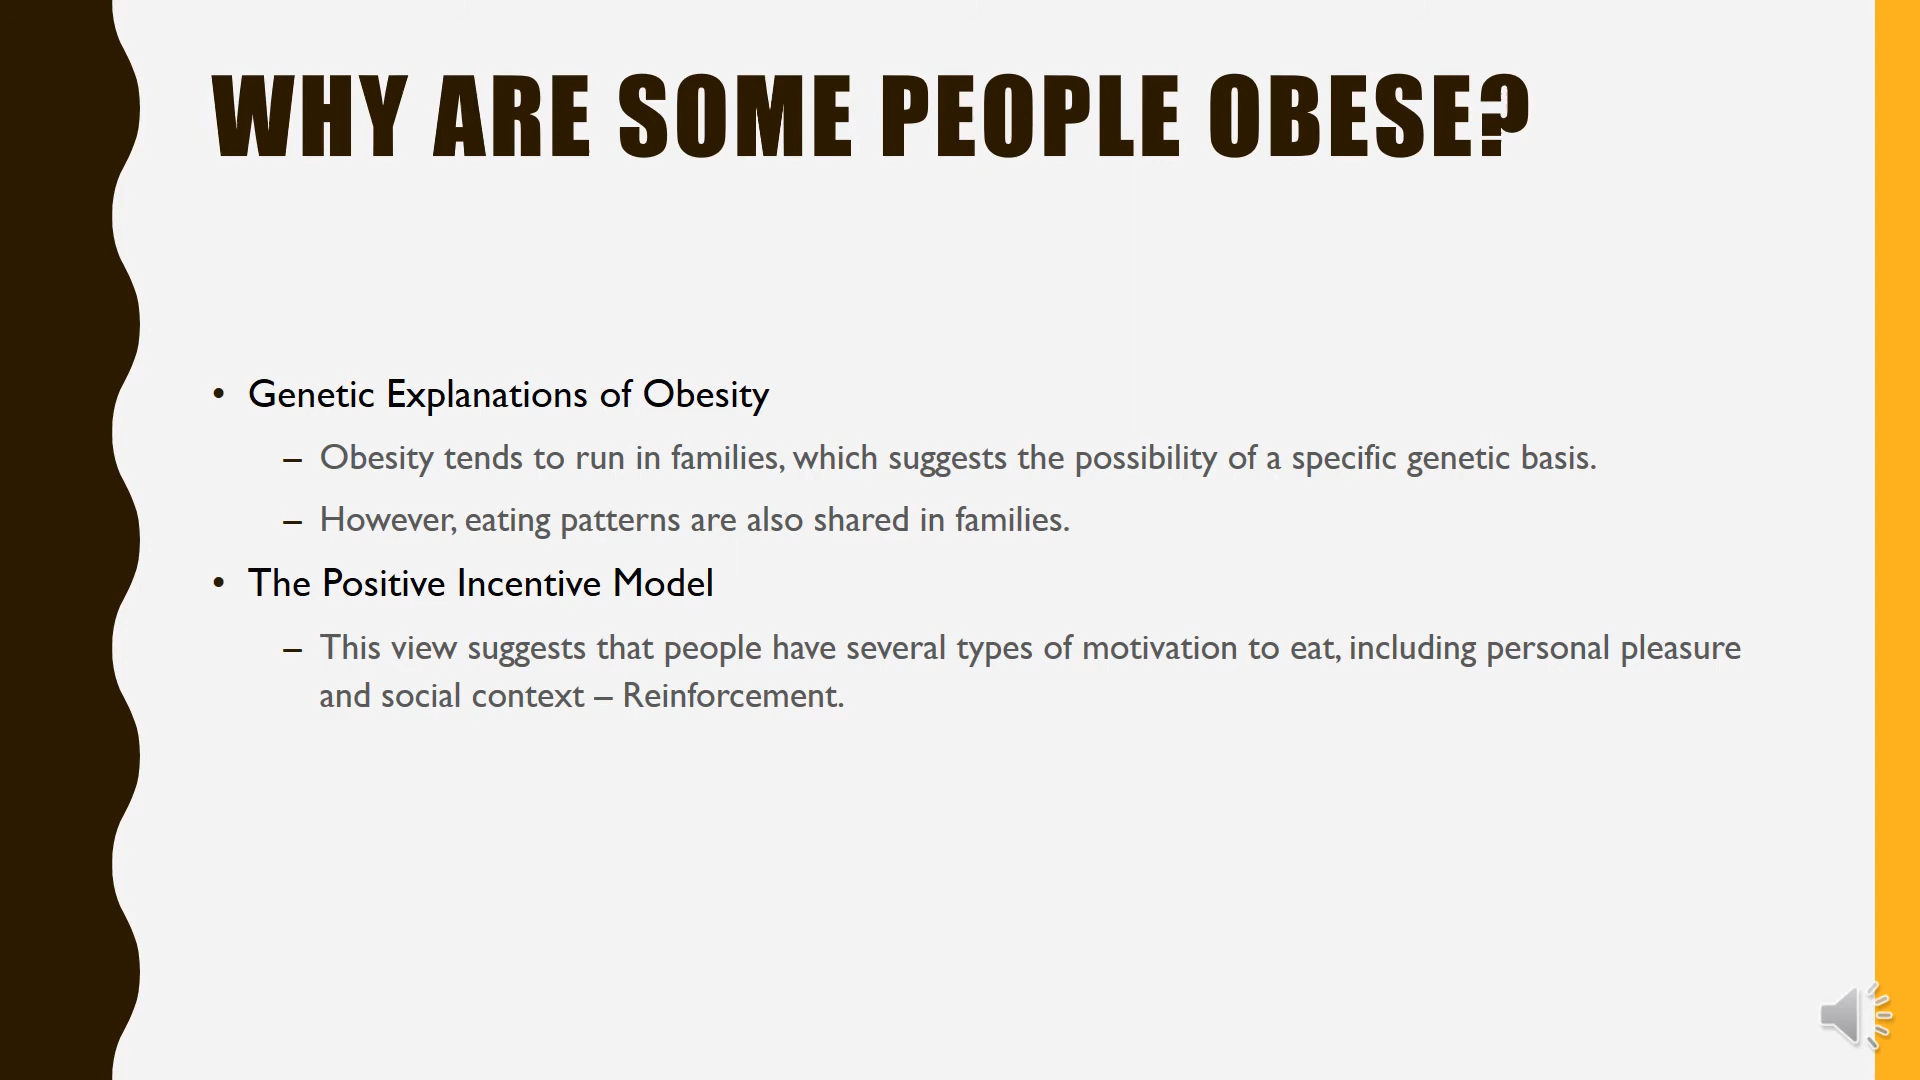 WHY ARE SOME PEOPLE OBESE?
• Genetic Explanations of Obesity
– Obesity tends to run in families, which suggests the possibility of a specific genetic basis.
– However, eating patterns are also shared in families.
• The Positive Incentive Model
– This view suggests that people have several types of motivation to eat, including personal pleasure
and social context – Reinforcement.